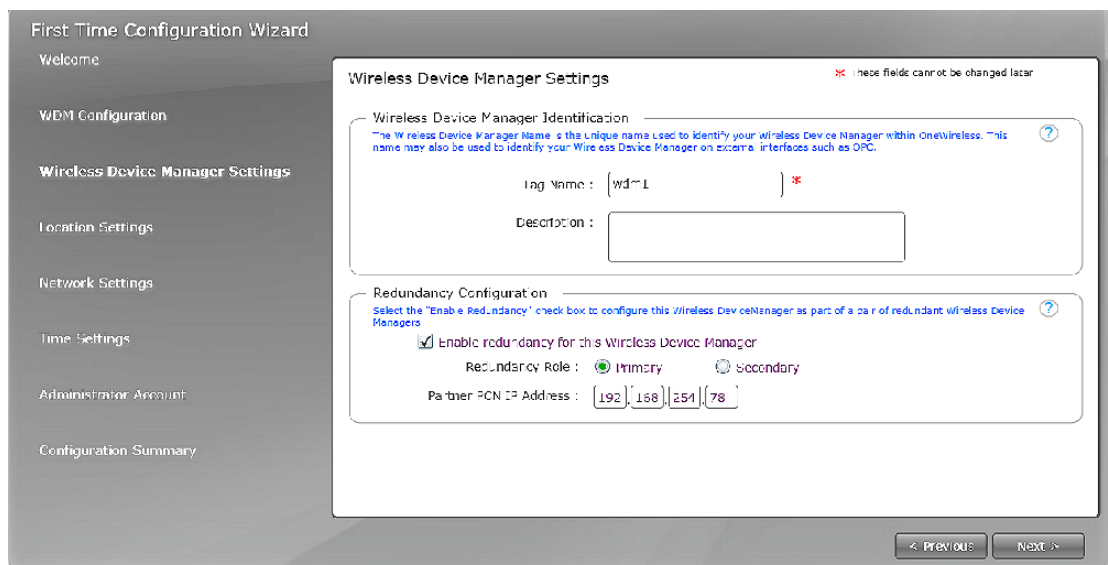 First Time Configuration Wizard
Welcome
WDM Configuration
Wireless Device Manager Settings
Location Settings
Network Settings
Time Settings
Administrator Account
Configuration Summary
Wireless Device Manager Settings
* These fields cannot be changed later
Wireless Device Manager Identification
The Wireless Device Manager Name is the unique name used to identify your Wireless Device Manager within OneWireless. This
name may also be used to identify your Wireless Device Manager on external interfaces such as OPC.
?
Tag Name : wdm1 *
Description :
Redundancy Configuration
Select the "Enable Redundancy" check box to configure this Wireless DeviceManager as part of a pair of redundant Wireless Device
Managers
?
Enable redundancy for this Wireless Device Manager
Redundancy Role : Primary Secondary
Partner PCN IP Address : 192.168.254.78
< Previous Next >